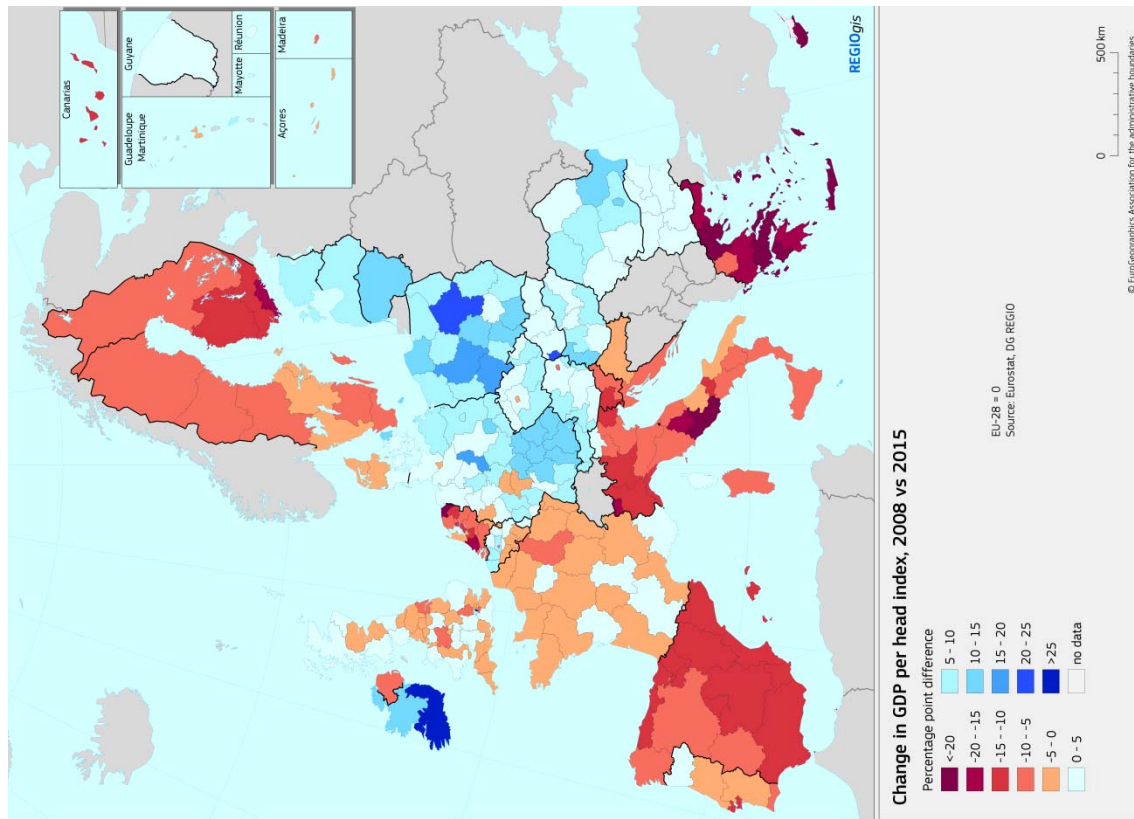 Canarias
Guadeloupe
Martinique
Guyane
Mayotte
Réunion
Açores
Madeira
REGIOgis
Change in GDP per head index, 2008 vs 2015
Percentage point difference
<-20
-20 - -15
-15 - -10
-10 - -5
-5 - 0
0 - 5
5 - 10
10 - 15
15 - 20
20 - 25
>25
no data
EU-28 = 0
Source: Eurostat, DG REGIO
0
500 km
© EuroGeographics Association for the administrative boundaries